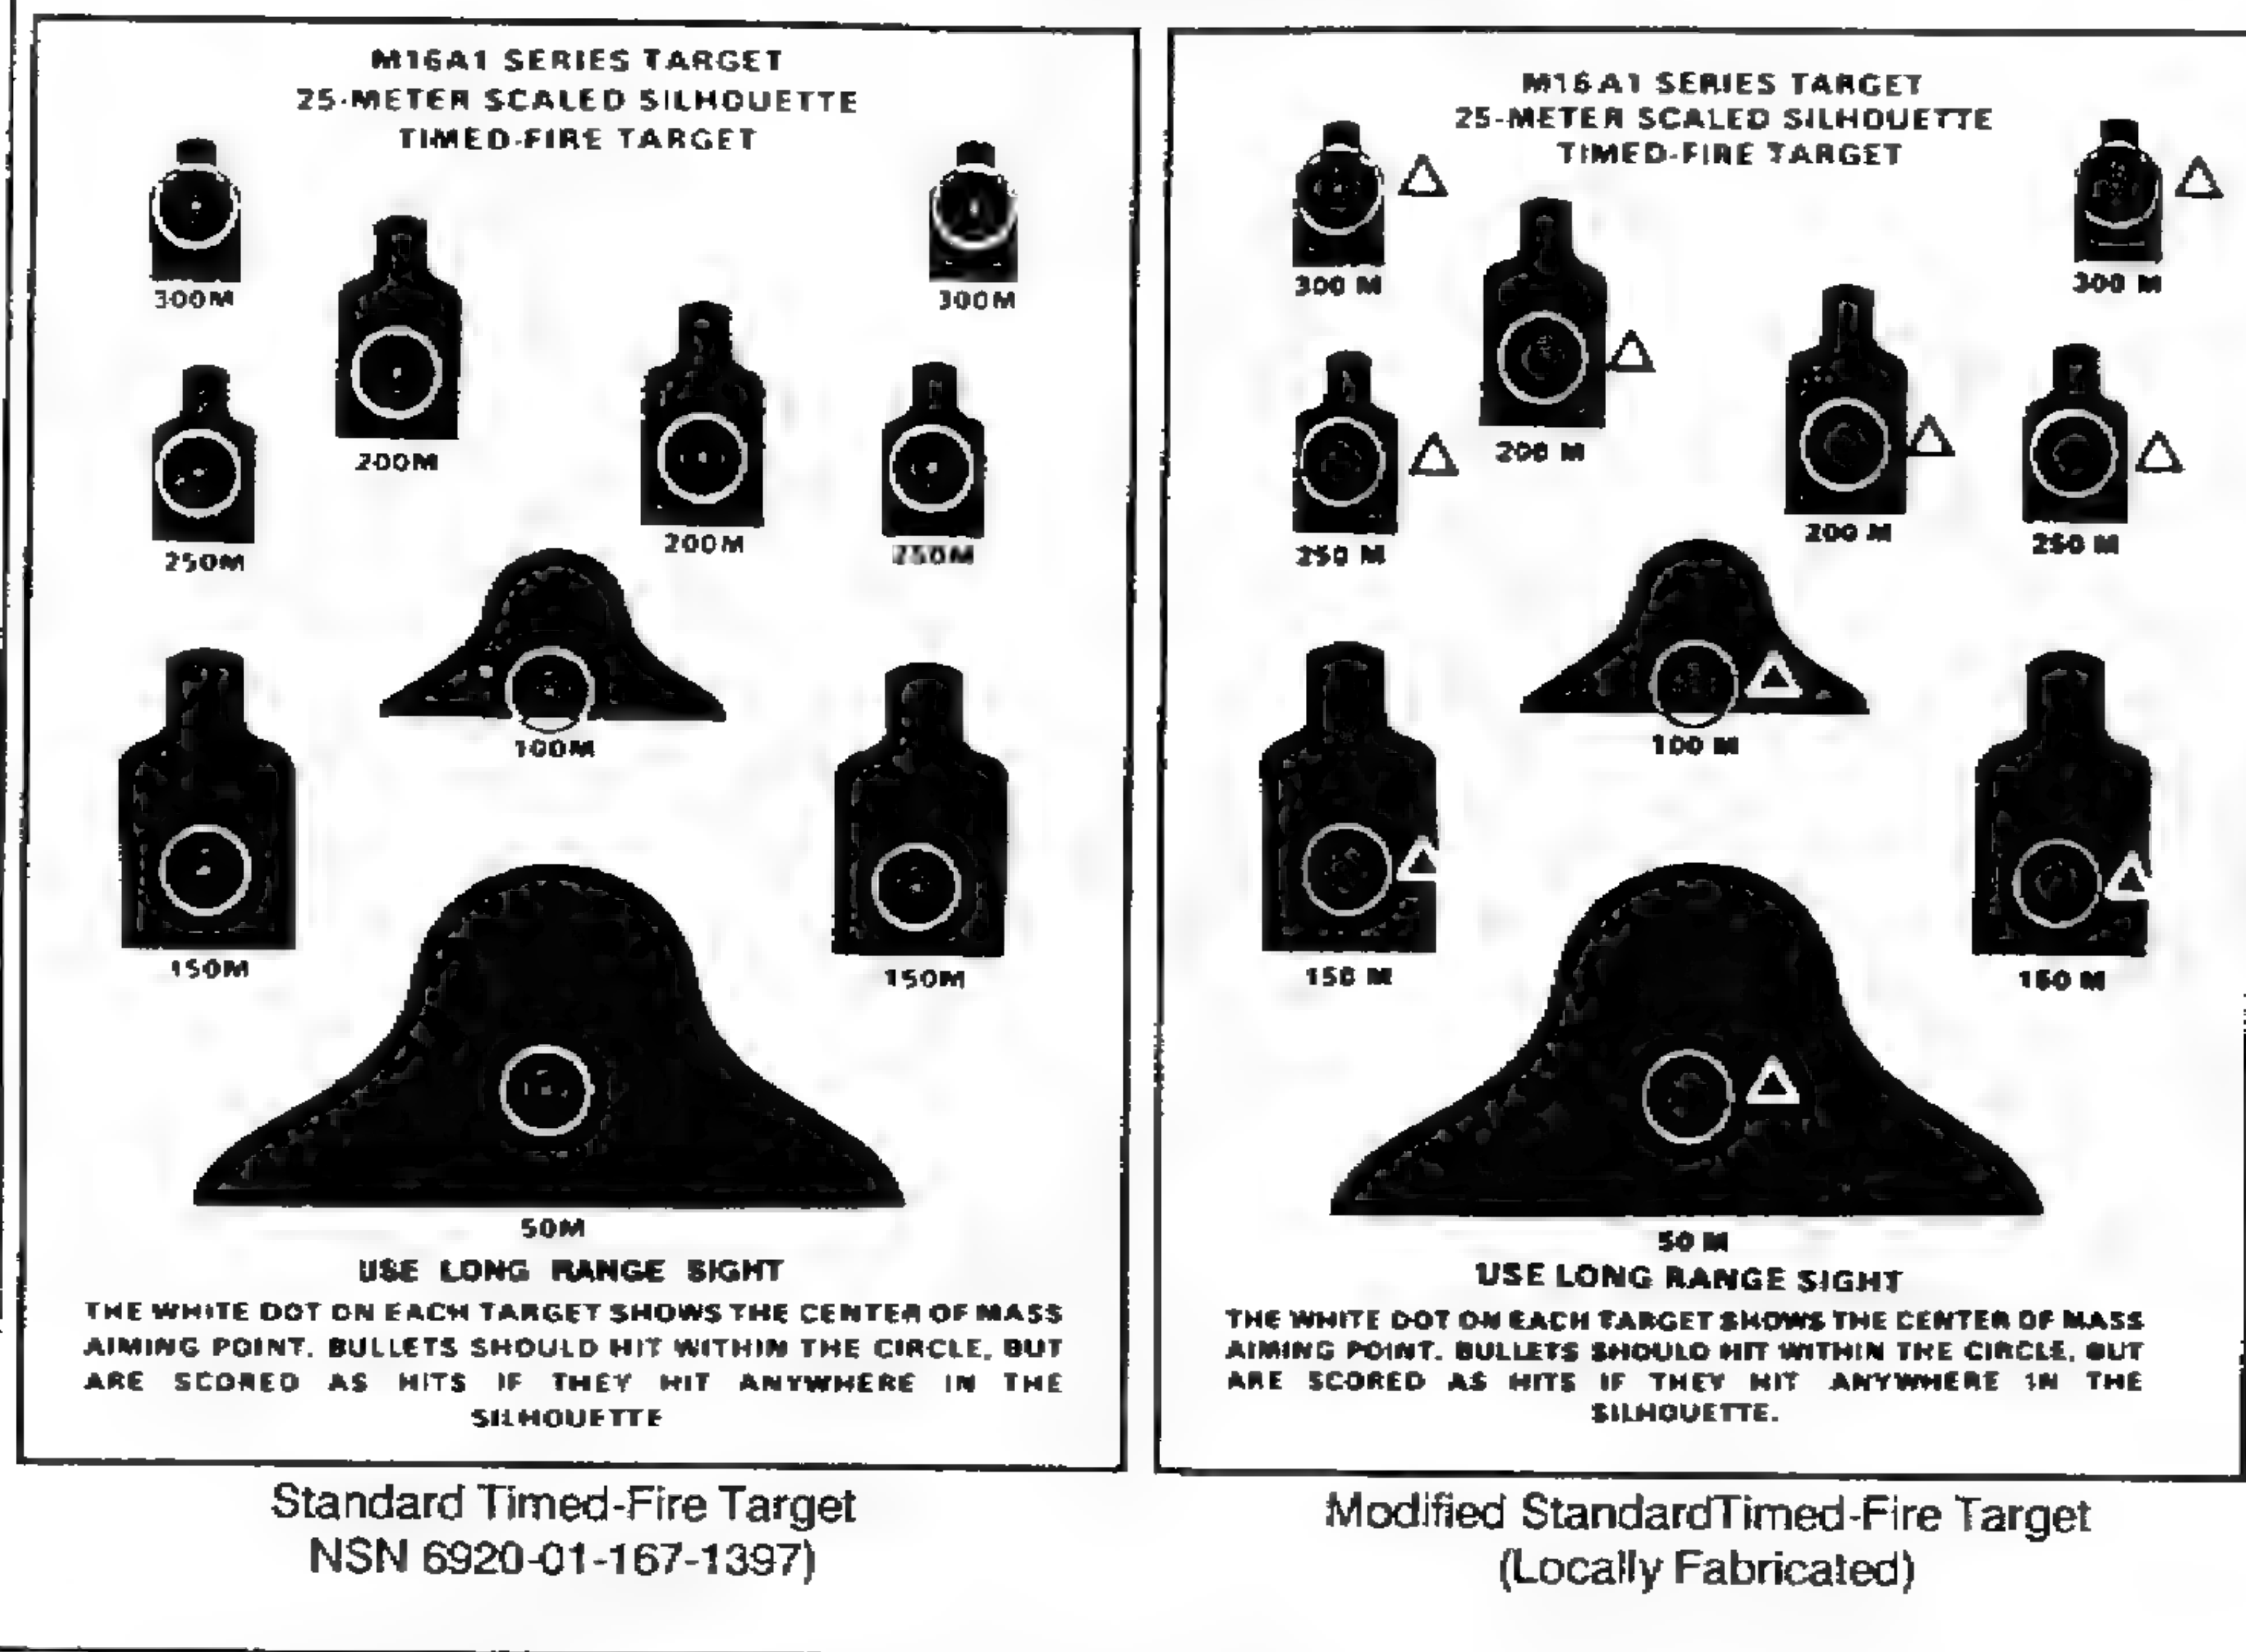 M16A1 SERIES TARGET
25-METER SCALED SILHOUETTE
TIMED-FIRE TARGET
300M
300M
200M
200M
250M
250M
100M
150M
150M
50M
USE LONG RANGE SIGHT
THE WHITE DOT ON EACH TARGET SHOWS THE CENTER OF MASS
AIMING POINT. BULLETS SHOULD HIT WITHIN THE CIRCLE, BUT
ARE SCORED AS HITS IF THEY HIT ANYWHERE IN THE
SILHOUETTE
Standard Timed-Fire Target
NSN 6920-01-167-1397)
M16A1 SERIES TARGET
25-METER SCALED SILHOUETTE
TIMED-FIRE TARGET
300 M
300 M
200 M
200 M
250 M
250 M
100 M
150 M
150 M
50 M
USE LONG RANGE SIGHT
THE WHITE DOT ON EACH TARGET SHOWS THE CENTER OF MASS
AIMING POINT. BULLETS SHOULD HIT WITHIN THE CIRCLE, BUT
ARE SCORED AS HITS IF THEY HIT ANYWHERE IN THE
SILHOUETTE.
Modified StandardTimed-Fire Target
(Locally Fabricated)